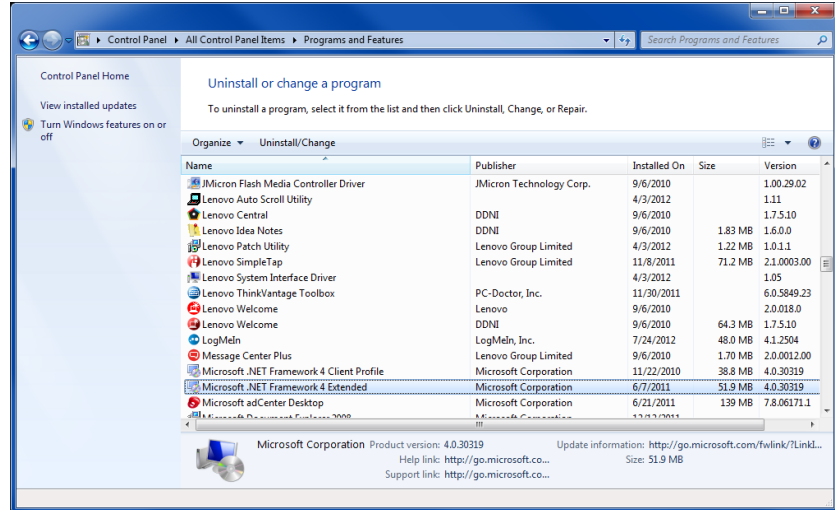 Control Panel ▸ All Control Panel Items ▸ Programs and Features
Search Programs and Features
Control Panel Home
View installed updates
Turn Windows features on or
off
Uninstall or change a program
To uninstall a program, select it from the list and then click Uninstall, Change, or Repair.
Organize Uninstall/Change
Name Publisher Installed On Size Version
JMicron Flash Media Controller Driver JMicron Technology Corp. 9/6/2010 1.00.29.02
Lenovo Auto Scroll Utility 4/3/2012 1.11
Lenovo Central DDNI 9/6/2010 1.7.5.10
Lenovo Idea Notes DDNI 9/6/2010 1.83 MB 1.6.0.0
Lenovo Patch Utility Lenovo Group Limited 4/3/2012 1.22 MB 1.0.1.1
Lenovo SimpleTap Lenovo Group Limited 11/8/2011 71.2 MB 2.1.0003.00
Lenovo System Interface Driver 4/3/2012 1.05
Lenovo ThinkVantage Toolbox PC-Doctor, Inc. 11/30/2011 6.0.5849.23
Lenovo Welcome Lenovo 9/6/2010 2.0.018.0
Lenovo Welcome DDNI 9/6/2010 64.3 MB 1.7.5.10
LogMeIn LogMeIn, Inc. 7/24/2012 48.0 MB 4.1.2504
Message Center Plus Lenovo Group Limited 9/6/2010 1.70 MB 2.0.0012.00
Microsoft .NET Framework 4 Client Profile Microsoft Corporation 11/22/2010 38.8 MB 4.0.30319
Microsoft .NET Framework 4 Extended Microsoft Corporation 6/7/2011 51.9 MB 4.0.30319
Microsoft adCenter Desktop Microsoft Corporation 6/21/2011 139 MB 7.8.06171.1
Microsoft Document Explorer 2008 Microsoft Corporation 12/12/2011
Microsoft Corporation Product version: 4.0.30319 Update information: http://go.microsoft.com/fwlink/?LinkI...
Help link: http://go.microsoft.co... Size: 51.9 MB
Support link: http://go.microsoft.co...